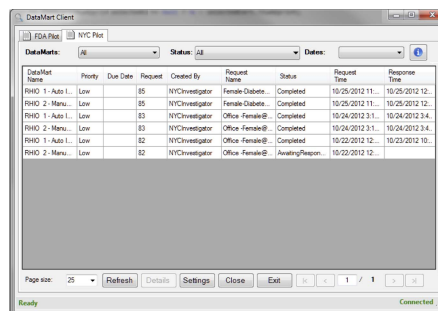 DataMart Client
FDA Pilot NYC Pilot
DataMarts: All Status: All Dates:
DataMart Name Priority Due Date Request Created By Request Name Status Request Time Response Time
RHIO 1 - Auto I... Low 85 NYCInvestigator Female-Diabete... Completed 10/25/2012 11:... 10/25/2012 12...
RHIO 2 - Manu... Low 85 NYCInvestigator Female-Diabete... Completed 10/25/2012 11:... 10/25/2012 12...
RHIO 1 - Auto I... Low 83 NYCInvestigator Office -Female@... Completed 10/24/2012 3:1... 10/24/2012 3:4...
RHIO 2 - Manu... Low 83 NYCInvestigator Office -Female@... Completed 10/24/2012 3:1... 10/24/2012 3:4...
RHIO 1 - Auto I... Low 82 NYCInvestigator Office -Female@... Completed 10/22/2012 12:... 10/23/2012 10:...
RHIO 2 - Manu... Low 82 NYCInvestigator Office -Female@... AwaitingRespon... 10/22/2012 12:...
Page size: 25 Refresh Details Settings Close Exit 1 / 1
Ready Connected